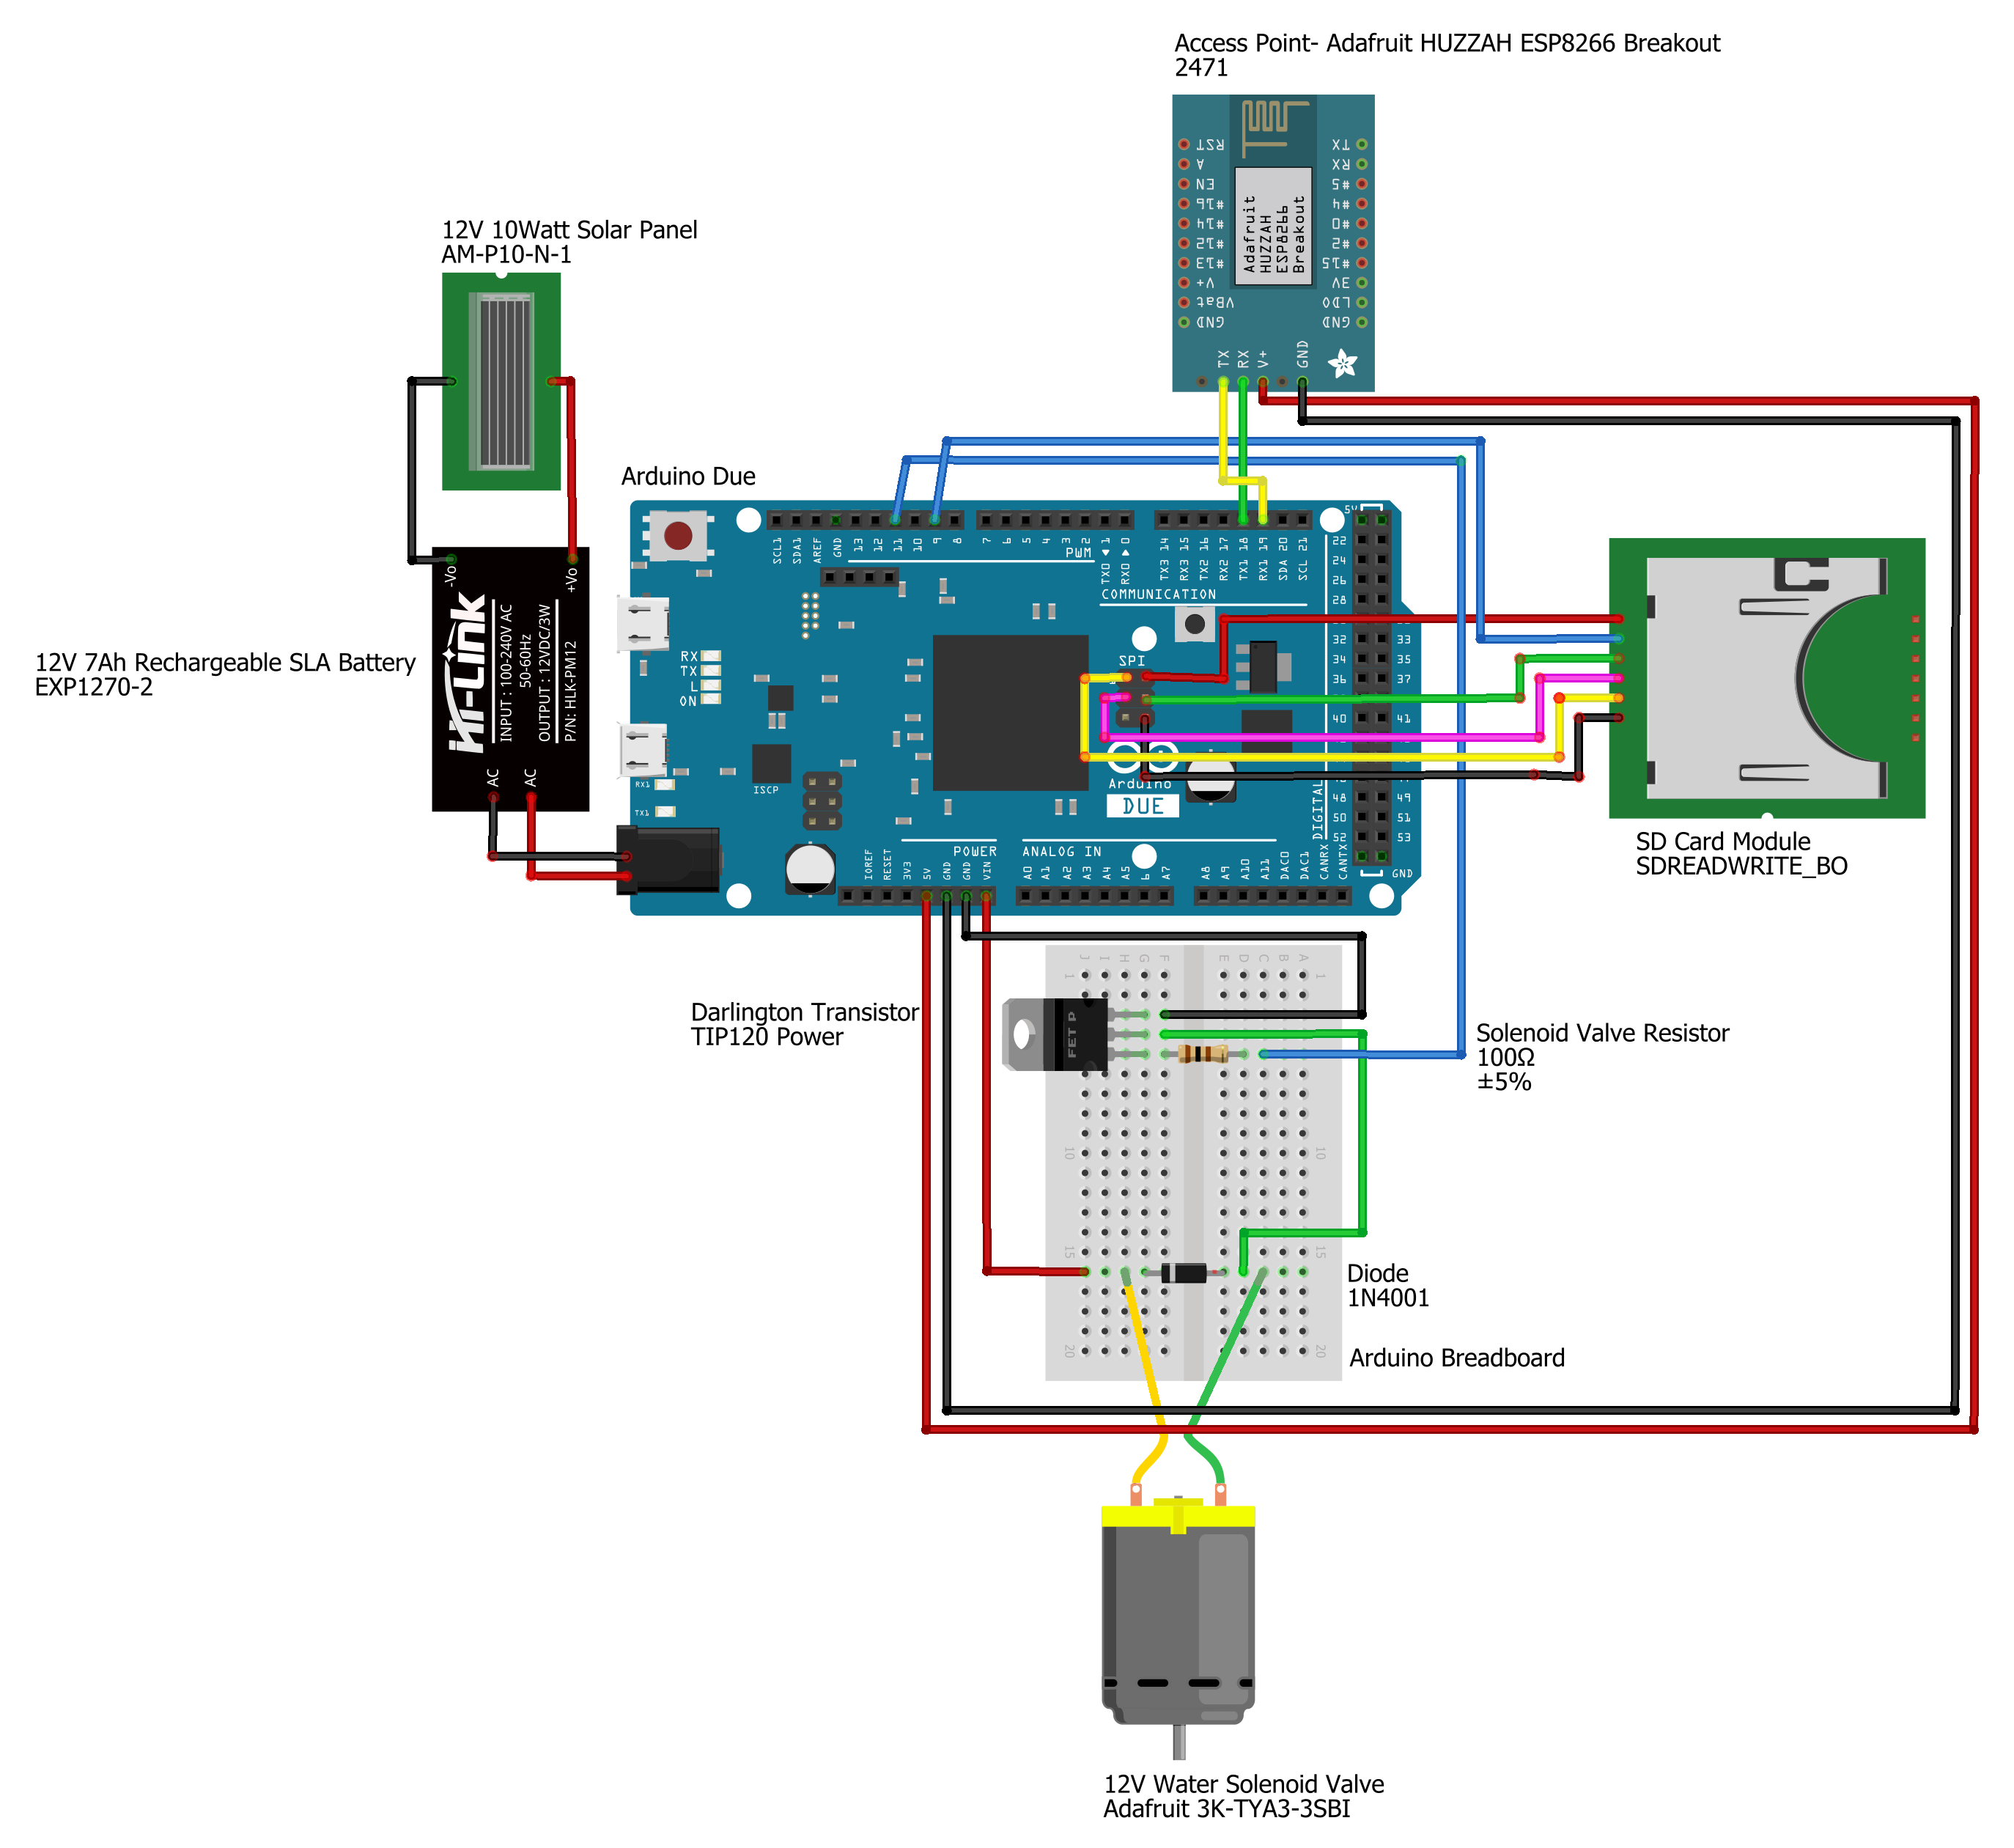 Access Point- Adafruit HUZZAH ESP8266 Breakout
2471
RST
A
EN
#16
#14
#12
#13
V+
VBat
GND
TX
RX
#5
#4
#0
#2
#15
3V
LDO
GND
Adafruit
HUZZAH
ESP8266
Breakout
TX
RX
V+
GND
12V 10Watt Solar Panel
AM-P10-N-1
Arduino Due
12V 7Ah Rechargeable SLA Battery
EXP1270-2
-Vo
+Vo
Hi-Link
INPUT : 100-240V AC
50-60Hz
OUTPUT : 12VDC/3W
P/N: HLK-PM12
AC
AC
SCL1
SDA1
AREF
GND
13
12
11
10
9
8
7
6
5
4
3
2
TX0 1
RX0 0
PWM
TX3 14
RX3 15
TX2 16
RX2 17
TX1 18
RX1 19
SDA 20
SCL 21
COMMUNICATION
5V
22
24
26
28
32 33
34 35
36 37
40 41
48 49
50 51
52 53
GND
DIGITAL
RX
TX
L
ON
SPI
1
RX1
TX1
ISCP
Arduino
DUE
POWER
ANALOG IN
IOREF
RESET
3V3
5V
GND
GND
VIN
A0
A1
A2
A3
A4
A5
6
A7
A8
A9
A10
A11
DAC0
DAC1
CANRX
CANTX
SD Card Module
SDREADWRITE_BO
J I H G F E D C B A
1 1
Darlington Transistor
TIP120 Power
FET P
Solenoid Valve Resistor
100Ω
±5%
10 10
15 15
Diode
1N4001
20 20
Arduino Breadboard
12V Water Solenoid Valve
Adafruit 3K-TYA3-3SBI